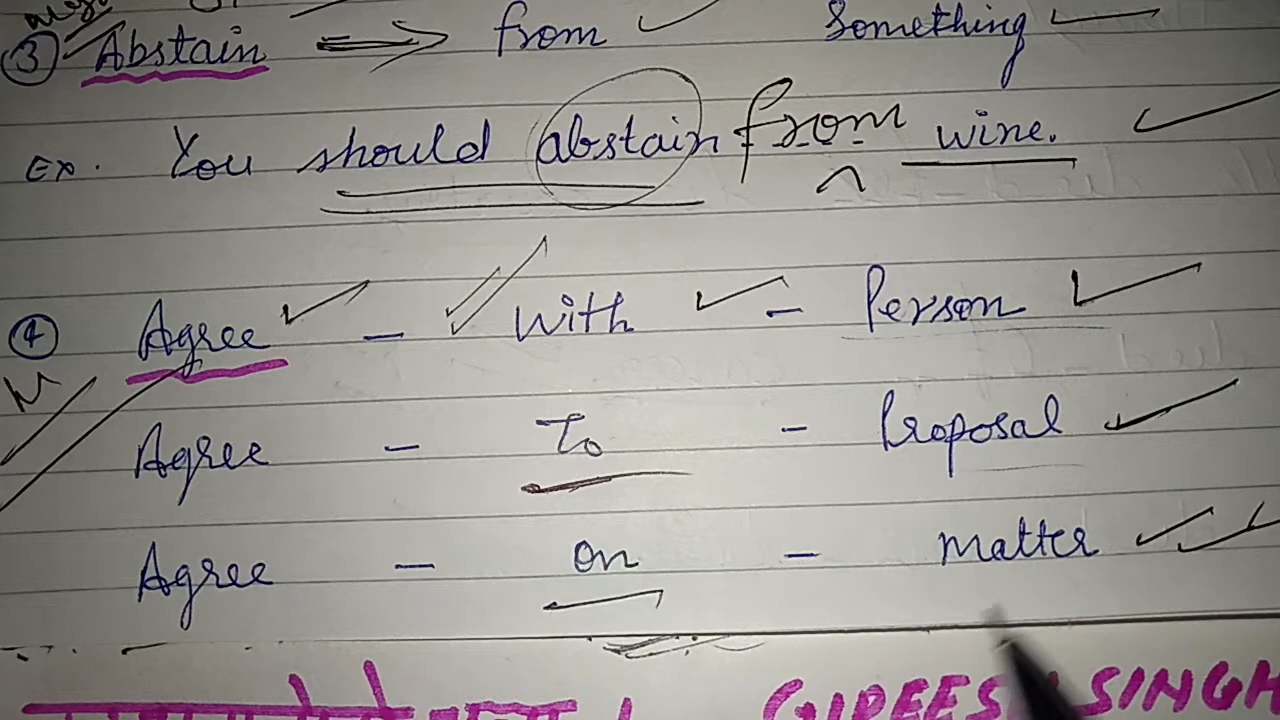 ③ Abstain ⇒ from ✓ Something
Ex. You should abstain from wine.
④ Agree - With - Person
Agree - To - Proposal
Agree - on - matter
SINGH